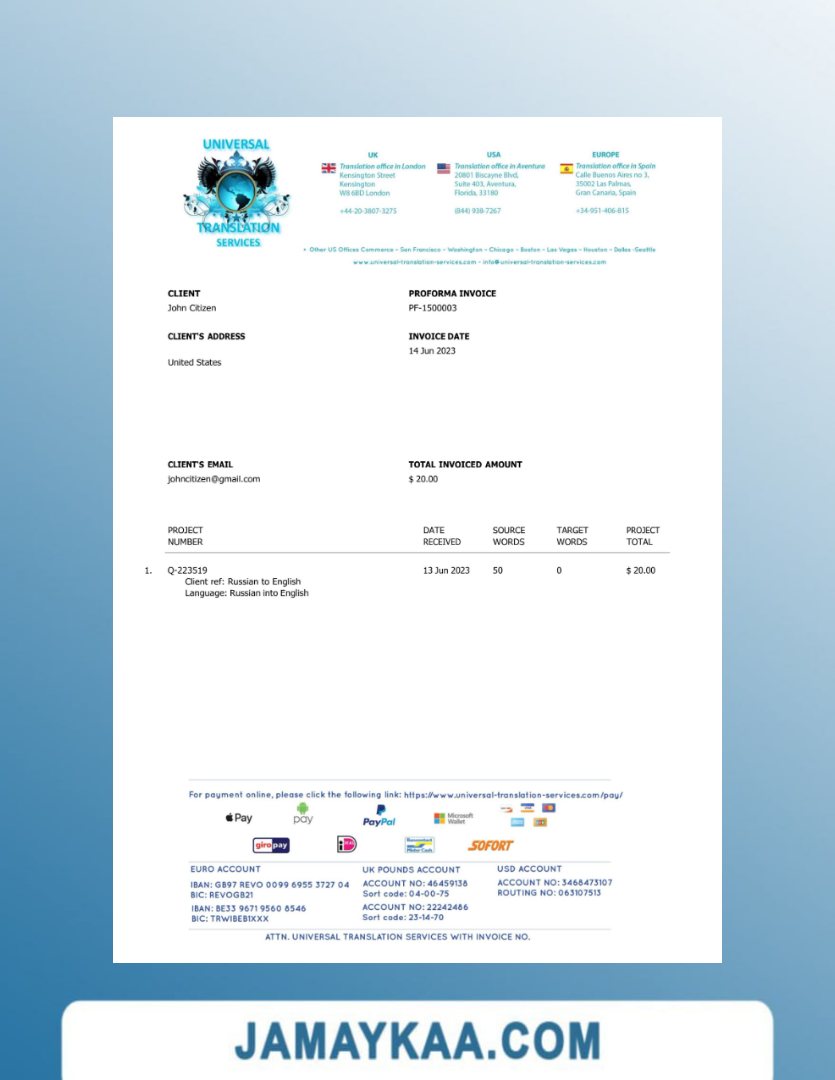 UNIVERSAL
TRANSLATION
SERVICES
UK
Translation office in London
Kensington Street
Kensington
W8 6BD London
+44-20-3807-3275
USA
Translation office in Aventura
20801 Biscayne Blvd,
Suite 403, Aventura,
Florida, 33180
(844) 938-7267
EUROPE
Translation office in Spain
Calle Buenos Aires no 3,
35002 Las Palmas,
Gran Canaria, Spain
+34-951-406-815
• Other US Offices Commerce - San Francisco - Washington - Chicago - Boston - Las Vegas - Houston - Dallas -Seattle
www.universal-translation-services.com - info@universal-translation-services.com
CLIENT
John Citizen
PROFORMA INVOICE
PF-1500003
CLIENT'S ADDRESS
United States
INVOICE DATE
14 Jun 2023
CLIENT'S EMAIL
johncitizen@gmail.com
TOTAL INVOICED AMOUNT
$ 20.00
PROJECT NUMBER DATE RECEIVED SOURCE WORDS TARGET WORDS PROJECT TOTAL
1. Q-223519 13 Jun 2023 50 0 $ 20.00
Client ref: Russian to English
Language: Russian into English
For payment online, please click the following link: https://www.universal-translation-services.com/pay/
Pay
pay
PayPal
Microsoft
Wallet
giropay
SOFORT
EURO ACCOUNT
IBAN: GB97 REVO 0099 6955 3727 04
BIC: REVOGB21
IBAN: BE33 9671 9560 8546
BIC: TRWIBEB1XXX
UK POUNDS ACCOUNT
ACCOUNT NO: 46459138
Sort code: 04-00-75
ACCOUNT NO: 22242486
Sort code: 23-14-70
USD ACCOUNT
ACCOUNT NO: 3468473107
ROUTING NO: 063107513
ATTN. UNIVERSAL TRANSLATION SERVICES WITH INVOICE NO.
JAMAYKAA.COM